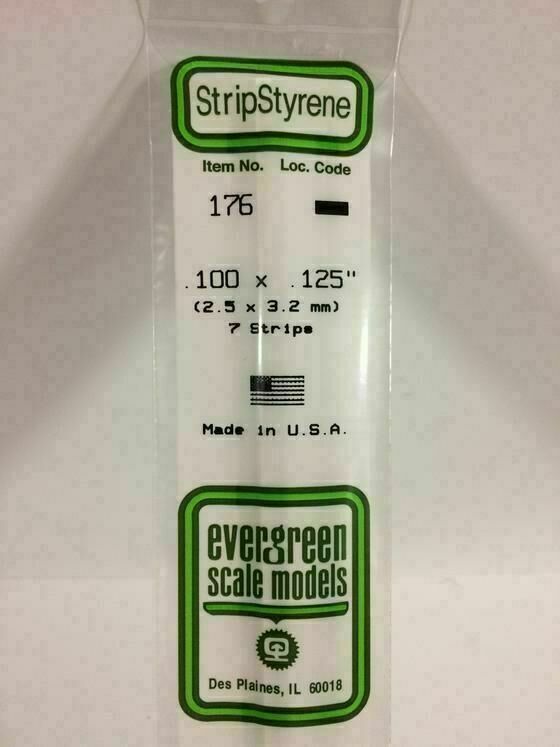 StripStyrene
Item No. Loc. Code
176
.100 x .125"
(2.5 x 3.2 mm)
7 Strips
Made in U.S.A.
evergreen
scale models
Des Plaines, IL 60018